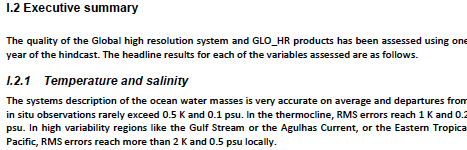 I.2 Executive summary
The quality of the Global high resolution system and GLO_HR products has been assessed using one
year of the hindcast. The headline results for each of the variables assessed are as follows.
I.2.1 Temperature and salinity
The systems description of the ocean water masses is very accurate on average and departures from
in situ observations rarely exceed 0.5 K and 0.1 psu. In the thermocline, RMS errors reach 1 K and 0.2
psu. In high variability regions like the Gulf Stream or the Agulhas Current, or the Eastern Tropical
Pacific, RMS errors reach more than 2 K and 0.5 psu locally.